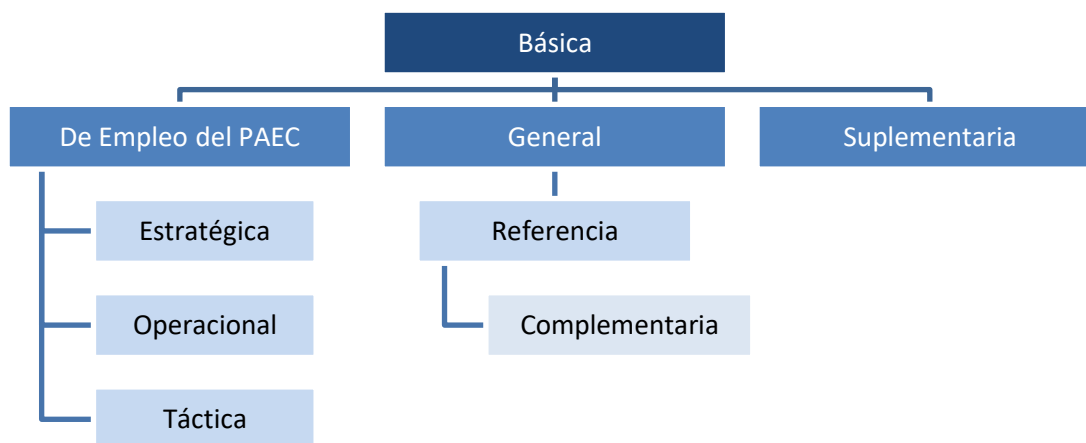 Básica
De Empleo del PAEC
General
Suplementaria
Estratégica
Referencia
Operacional
Complementaria
Táctica